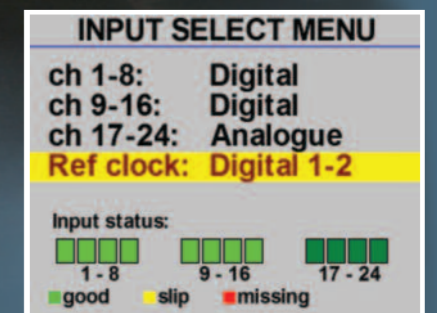 INPUT SELECT MENU
ch 1-8: Digital
ch 9-16: Digital
ch 17-24: Analogue
Ref clock: Digital 1-2
Input status:
1 - 8 9 - 16 17 - 24
good slip missing